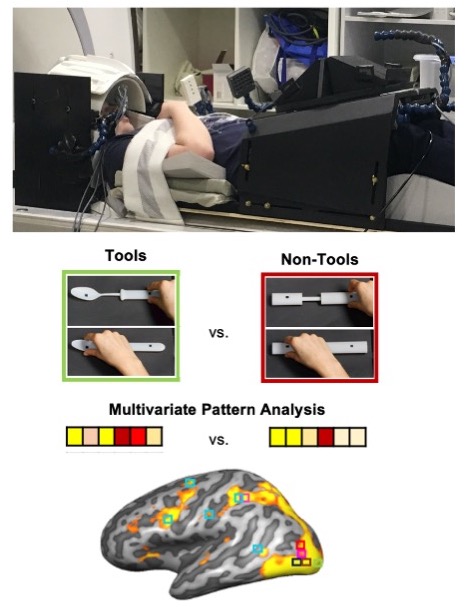 Tools
Non-Tools
vs.
Multivariate Pattern Analysis
vs.